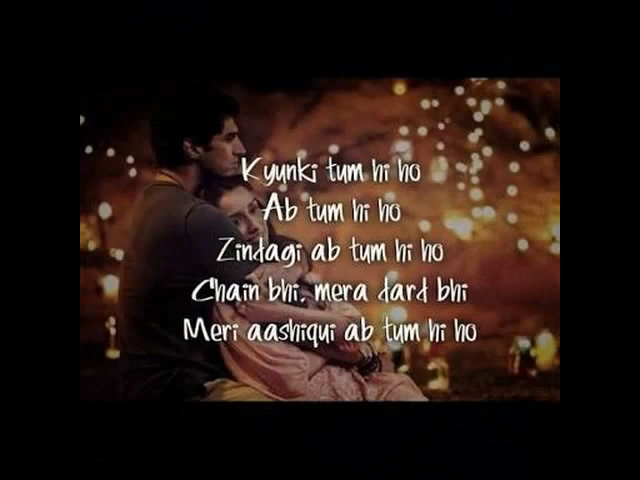 Kyunki tum hi ho
Ab tum hi ho
Zindagi ab tum hi ho
Chain bhi, mera dard bhi
Meri aashiqui ab tum hi ho